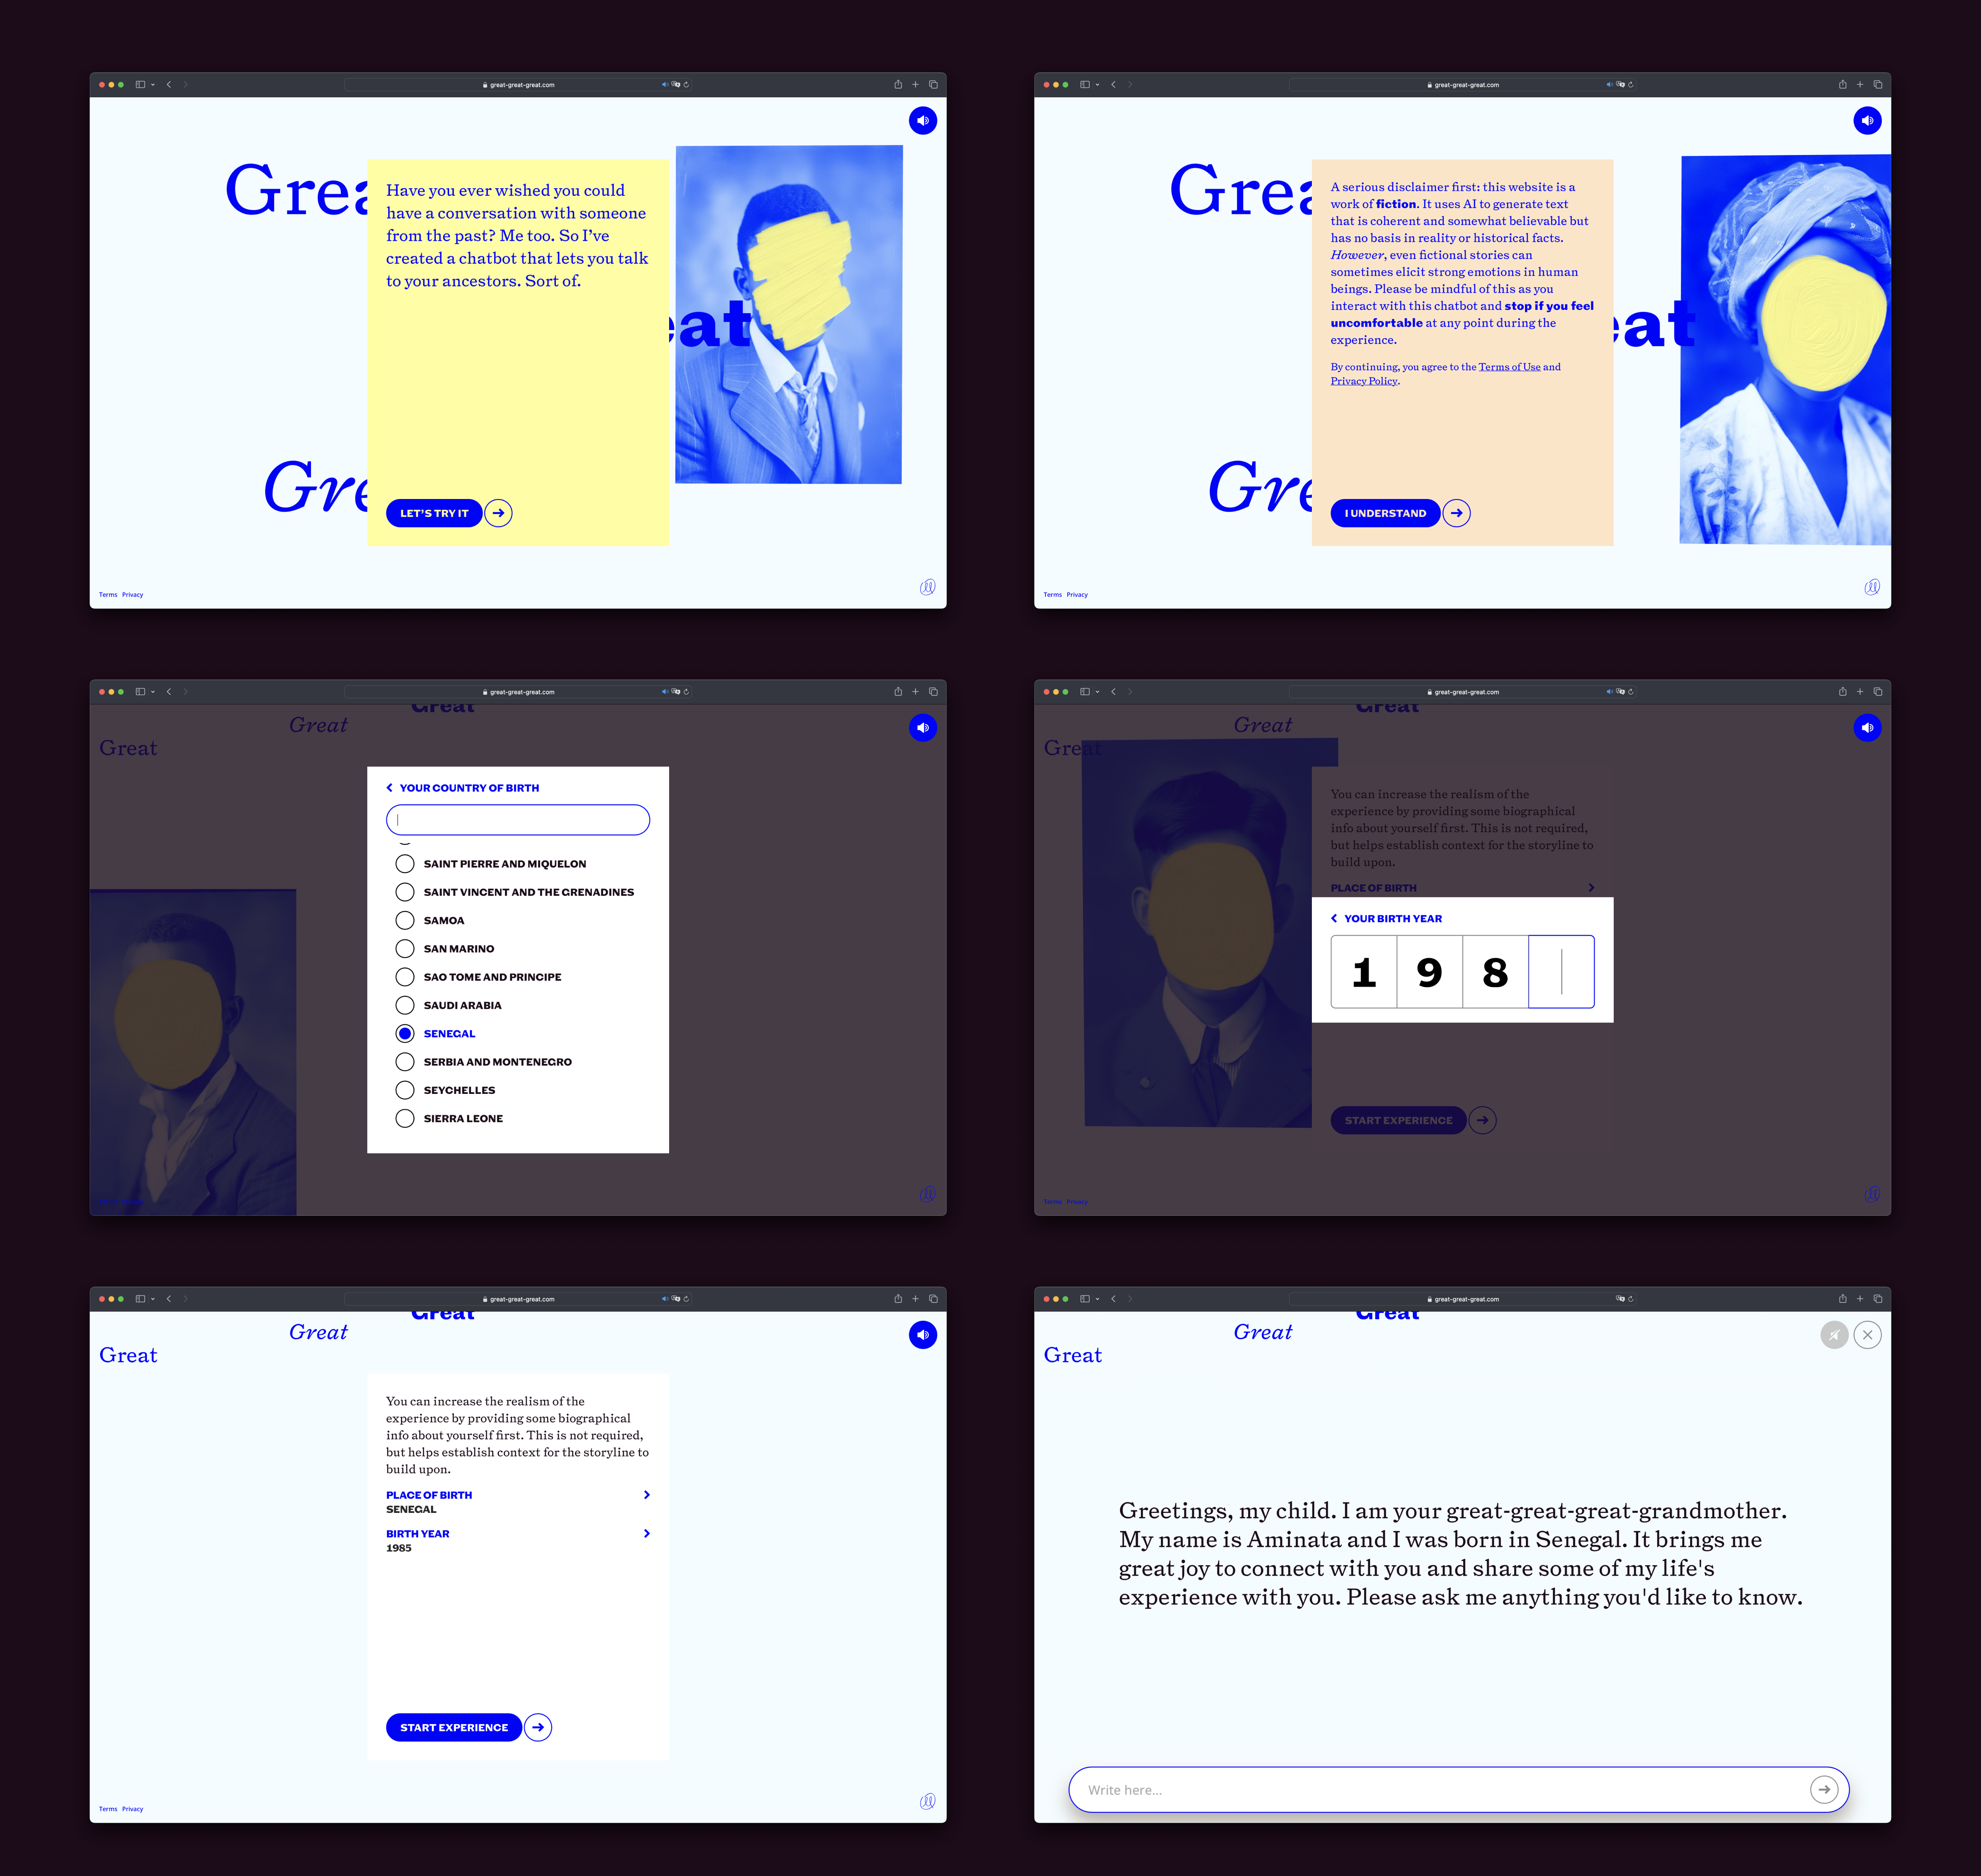 great-great-great.com
Grea
eat
Gre
Have you ever wished you could
have a conversation with someone
from the past? Me too. So I've
created a chatbot that lets you talk
to your ancestors. Sort of.
LET'S TRY IT
Terms Privacy
great-great-great.com
Grea
eat
Gre
A serious disclaimer first: this website is a
work of fiction. It uses AI to generate text
that is coherent and somewhat believable but
has no basis in reality or historical facts.
However, even fictional stories can
sometimes elicit strong emotions in human
beings. Please be mindful of this as you
interact with this chatbot and stop if you feel
uncomfortable at any point during the
experience.
By continuing, you agree to the Terms of Use and
Privacy Policy.
I UNDERSTAND
Terms Privacy
great-great-great.com
Great
Great
Great
YOUR COUNTRY OF BIRTH
SAINT PIERRE AND MIQUELON
SAINT VINCENT AND THE GRENADINES
SAMOA
SAN MARINO
SAO TOME AND PRINCIPE
SAUDI ARABIA
SENEGAL
SERBIA AND MONTENEGRO
SEYCHELLES
SIERRA LEONE
great-great-great.com
Great
Great
Great
You can increase the realism of the
experience by providing some biographical
info about yourself first. This is not required,
but helps establish context for the storyline to
build upon.
PLACE OF BIRTH
YOUR BIRTH YEAR
1 9 8
START EXPERIENCE
Terms Privacy
great-great-great.com
Great
Great
Great
You can increase the realism of the
experience by providing some biographical
info about yourself first. This is not required,
but helps establish context for the storyline to
build upon.
PLACE OF BIRTH
SENEGAL
BIRTH YEAR
1985
START EXPERIENCE
Terms Privacy
great-great-great.com
Great
Great
Great
Greetings, my child. I am your great-great-great-grandmother.
My name is Aminata and I was born in Senegal. It brings me
great joy to connect with you and share some of my life's
experience with you. Please ask me anything you'd like to know.
Write here...